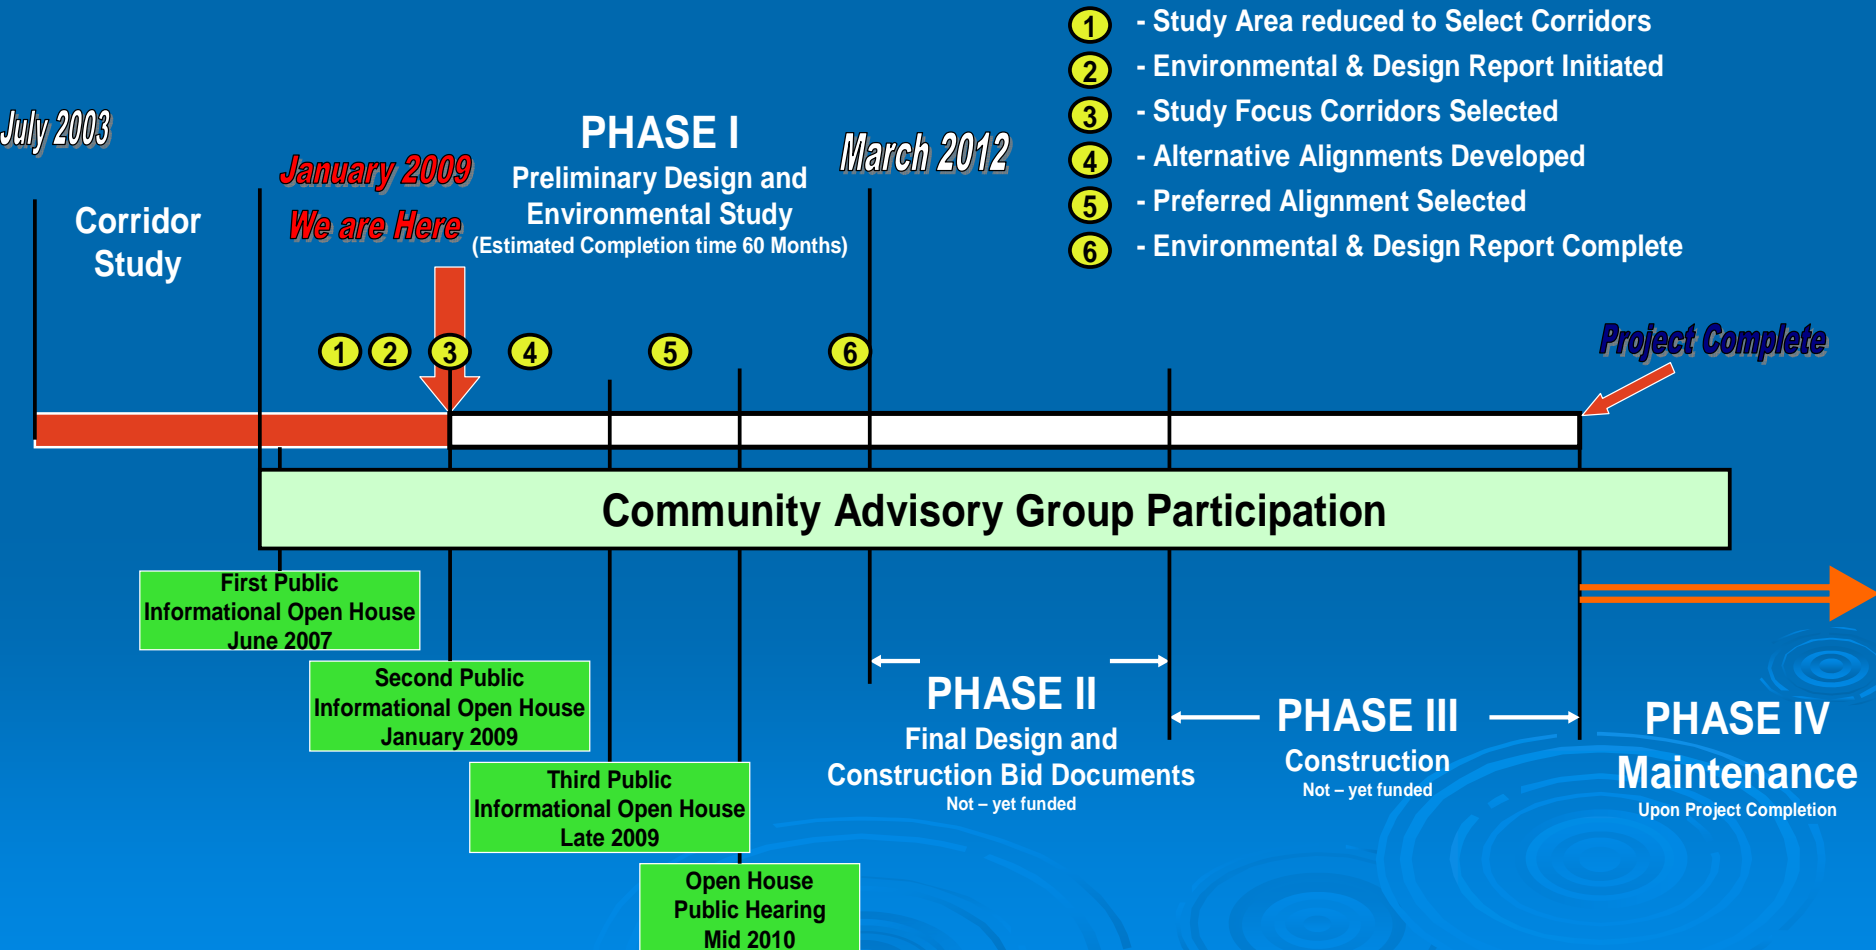 1 - Study Area reduced to Select Corridors
2 - Environmental & Design Report Initiated
3 - Study Focus Corridors Selected
4 - Alternative Alignments Developed
5 - Preferred Alignment Selected
6 - Environmental & Design Report Complete
July 2003
Corridor
Study
January 2009
We are Here
PHASE I
Preliminary Design and
Environmental Study
(Estimated Completion time 60 Months)
March 2012
Project Complete
1 2 3 4 5 6
Community Advisory Group Participation
First Public
Informational Open House
June 2007
Second Public
Informational Open House
January 2009
Third Public
Informational Open House
Late 2009
Open House
Public Hearing
Mid 2010
PHASE II
Final Design and
Construction Bid Documents
Not – yet funded
PHASE III
Construction
Not – yet funded
PHASE IV
Maintenance
Upon Project Completion